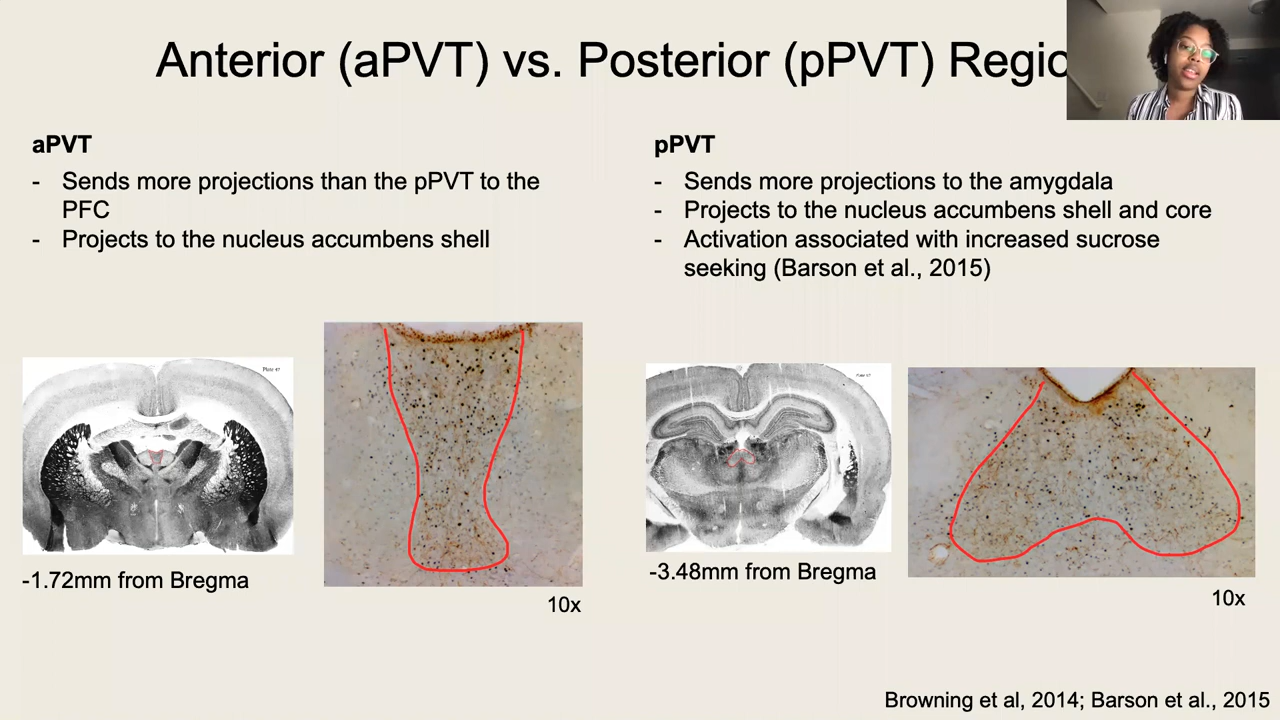 Anterior (aPVT) vs. Posterior (pPVT) Regio
aPVT
- Sends more projections than the pPVT to the
PFC
- Projects to the nucleus accumbens shell
pPVT
- Sends more projections to the amygdala
- Projects to the nucleus accumbens shell and core
- Activation associated with increased sucrose
seeking (Barson et al., 2015)
-1.72mm from Bregma
10x
-3.48mm from Bregma
10x
Browning et al, 2014; Barson et al., 2015